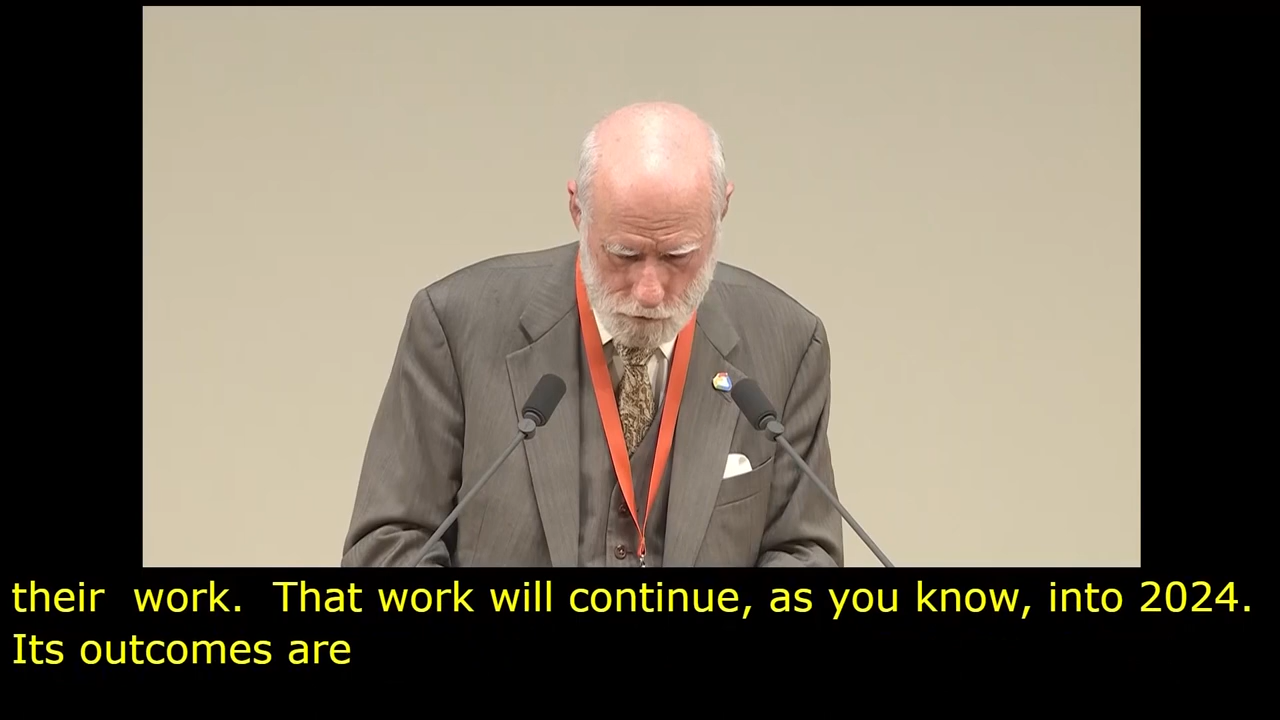 their  work.  That work will continue, as you know, into 2024.
Its outcomes are